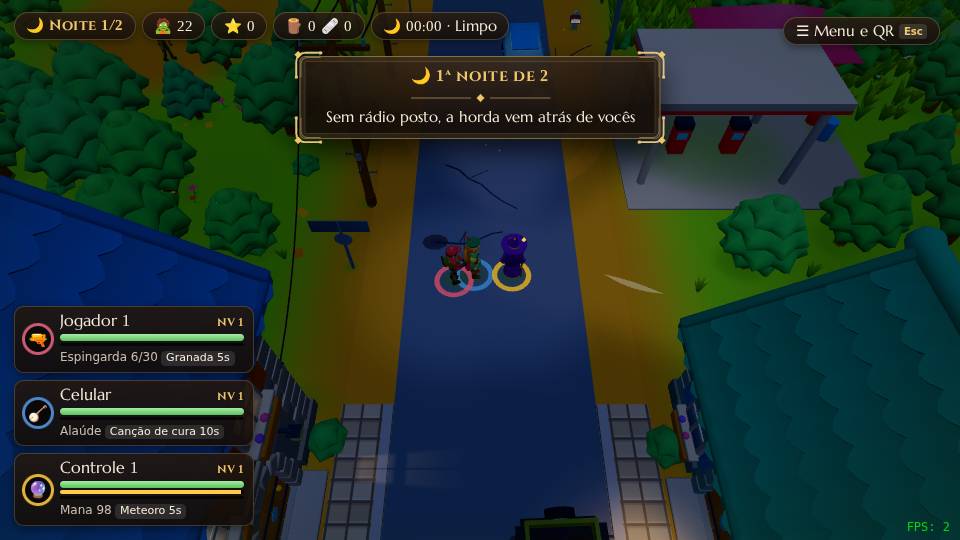 NOITE 1/2
22
0
0 0
00:00 · Limpo
☰ Menu e QR Esc
1ª NOITE DE 2
Sem rádio posto, a horda vem atrás de vocês
Jogador 1 NV 1
Espingarda 6/30 Granada 5s
Celular NV 1
Alaúde Canção de cura 10s
Controle 1 NV 1
Mana 98 Meteoro 5s
FPS: 2